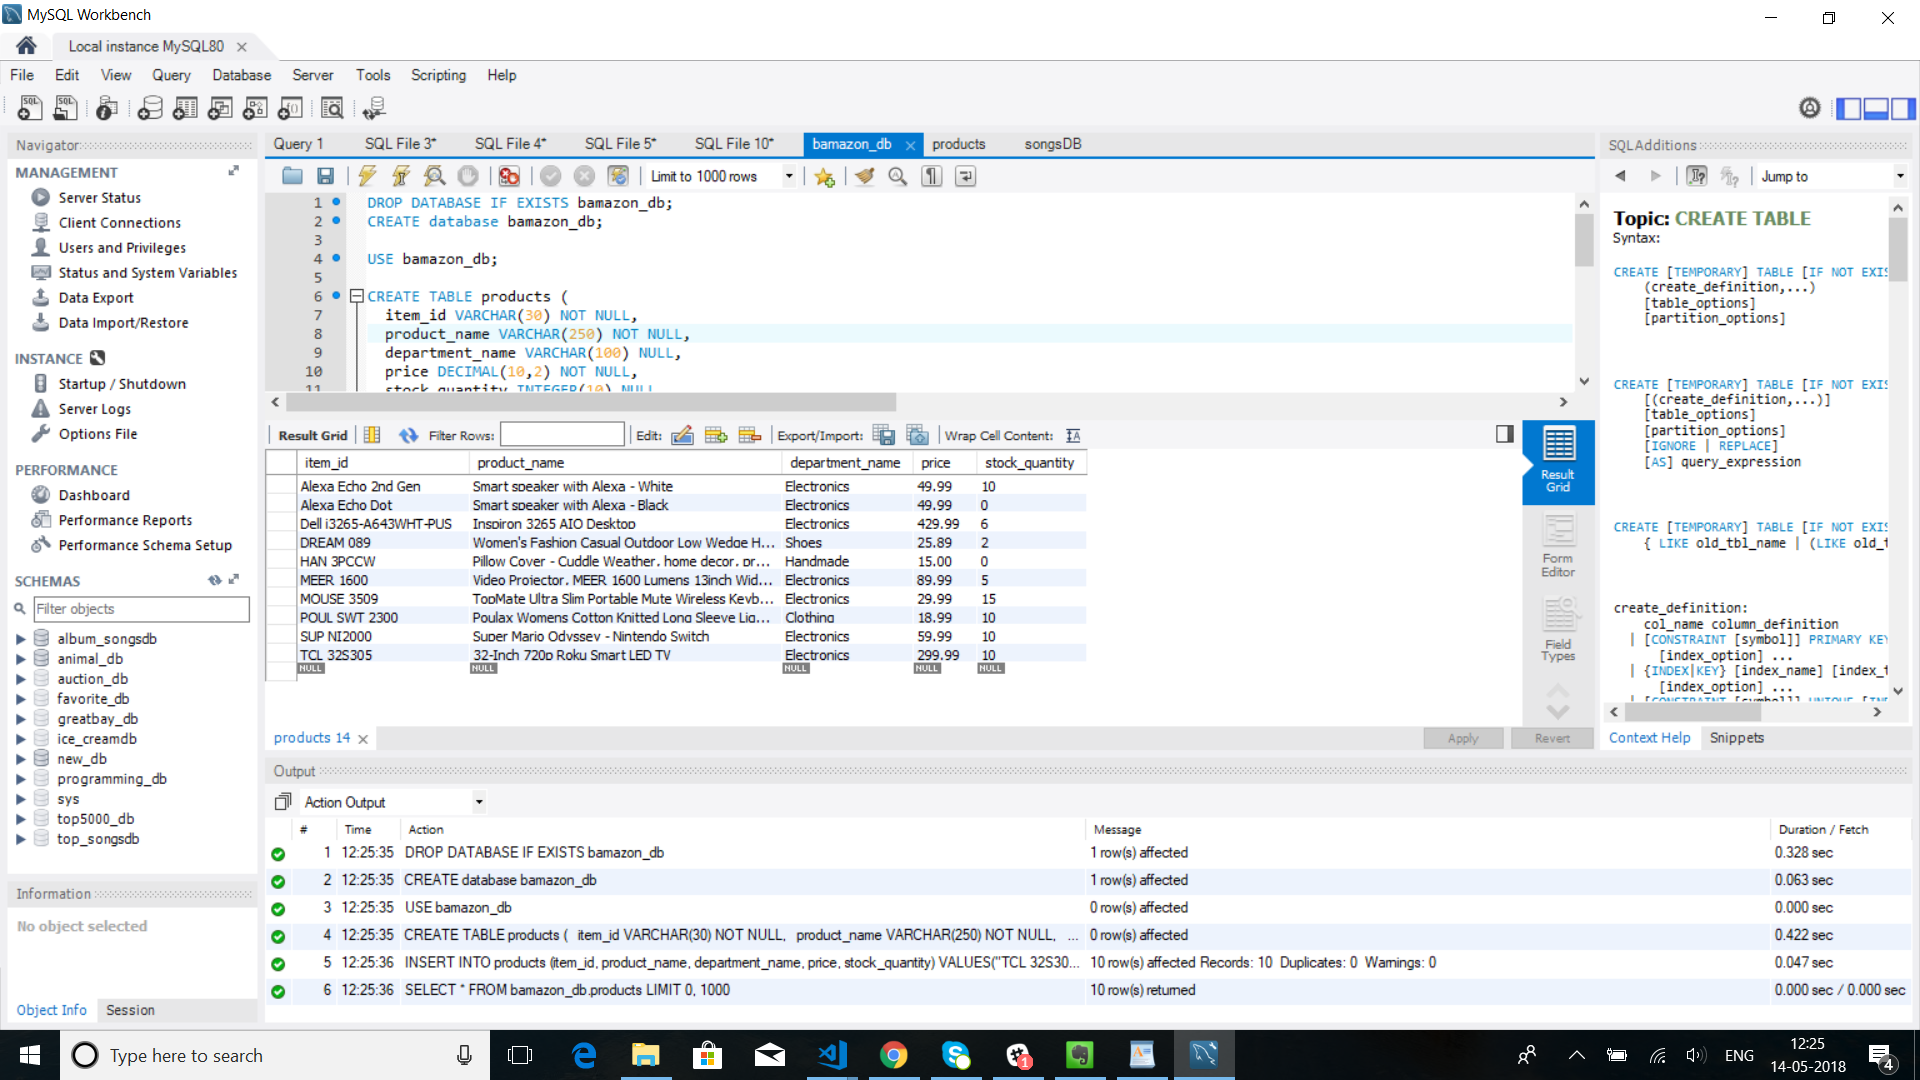 MySQL Workbench
Local instance MySQL80
File Edit View Query Database Server Tools Scripting Help
Navigator
MANAGEMENT
Server Status
Client Connections
Users and Privileges
Status and System Variables
Data Export
Data Import/Restore
INSTANCE
Startup / Shutdown
Server Logs
Options File
PERFORMANCE
Dashboard
Performance Reports
Performance Schema Setup
SCHEMAS
Filter objects
album_songsdb
animal_db
auction_db
favorite_db
greatbay_db
ice_creamdb
new_db
programming_db
sys
top5000_db
top_songsdb
Information
No object selected
Object Info Session
Query 1 SQL File 3* SQL File 4* SQL File 5* SQL File 10* bamazon_db products songsDB
Limit to 1000 rows
1 DROP DATABASE IF EXISTS bamazon_db;
2 CREATE database bamazon_db;
3
4 USE bamazon_db;
5
6 CREATE TABLE products (
7 item_id VARCHAR(30) NOT NULL,
8 product_name VARCHAR(250) NOT NULL,
9 department_name VARCHAR(100) NULL,
10 price DECIMAL(10,2) NOT NULL,
11 stock_quantity INTEGER(10) NULL
Result Grid Filter Rows: Edit: Export/Import: Wrap Cell Content:
item_id product_name department_name price stock_quantity
Alexa Echo 2nd Gen Smart speaker with Alexa - White Electronics 49.99 10
Alexa Echo Dot Smart speaker with Alexa - Black Electronics 49.99 0
Dell i3265-A643WHT-PUS Inspiron 3265 AIO Desktop Electronics 429.99 6
DREAM 089 Women's Fashion Casual Outdoor Low Wedge H... Shoes 25.89 2
HAN 3PCCW Pillow Cover - Cuddle Weather, home decor, pr... Handmade 15.00 0
MEER 1600 Video Projector, MEER 1600 Lumens 13inch Wid... Electronics 89.99 5
MOUSE 3509 TopMate Ultra Slim Portable Mute Wireless Keyb... Electronics 29.99 15
POUL SWT 2300 Poulax Womens Cotton Knitted Long Sleeve Lig... Clothing 18.99 10
SUP NI2000 Super Mario Odyssey - Nintendo Switch Electronics 59.99 10
TCL 32S305 32-Inch 720p Roku Smart LED TV Electronics 299.99 10
NULL NULL NULL NULL NULL
Result Grid
Form Editor
Field Types
products 14
Apply Revert
SQLAdditions
Jump to
Topic: CREATE TABLE
Syntax:
CREATE [TEMPORARY] TABLE [IF NOT EXIS
(create_definition,...)
[table_options]
[partition_options]
CREATE [TEMPORARY] TABLE [IF NOT EXIS
[(create_definition,...)]
[table_options]
[partition_options]
[IGNORE | REPLACE]
[AS] query_expression
CREATE [TEMPORARY] TABLE [IF NOT EXIS
{ LIKE old_tbl_name | (LIKE old_t
create_definition:
col_name column_definition
| [CONSTRAINT [symbol]] PRIMARY KEY
[index_option] ...
| {INDEX|KEY} [index_name] [index_t
[index_option] ...
| [CONSTRAINT [symbol]] UNIQUE [IN
Context Help Snippets
Output
Action Output
# Time Action Message Duration / Fetch
1 12:25:35 DROP DATABASE IF EXISTS bamazon_db 1 row(s) affected 0.328 sec
2 12:25:35 CREATE database bamazon_db 1 row(s) affected 0.063 sec
3 12:25:35 USE bamazon_db 0 row(s) affected 0.000 sec
4 12:25:35 CREATE TABLE products ( item_id VARCHAR(30) NOT NULL, product_name VARCHAR(250) NOT NULL, ... 0 row(s) affected 0.422 sec
5 12:25:36 INSERT INTO products (item_id, product_name, department_name, price, stock_quantity) VALUES("TCL 32S30... 10 row(s) affected Records: 10 Duplicates: 0 Warnings: 0 0.047 sec
6 12:25:36 SELECT * FROM bamazon_db.products LIMIT 0, 1000 10 row(s) returned 0.000 sec / 0.000 sec
Type here to search
1
ENG
12:25
14-05-2018
4